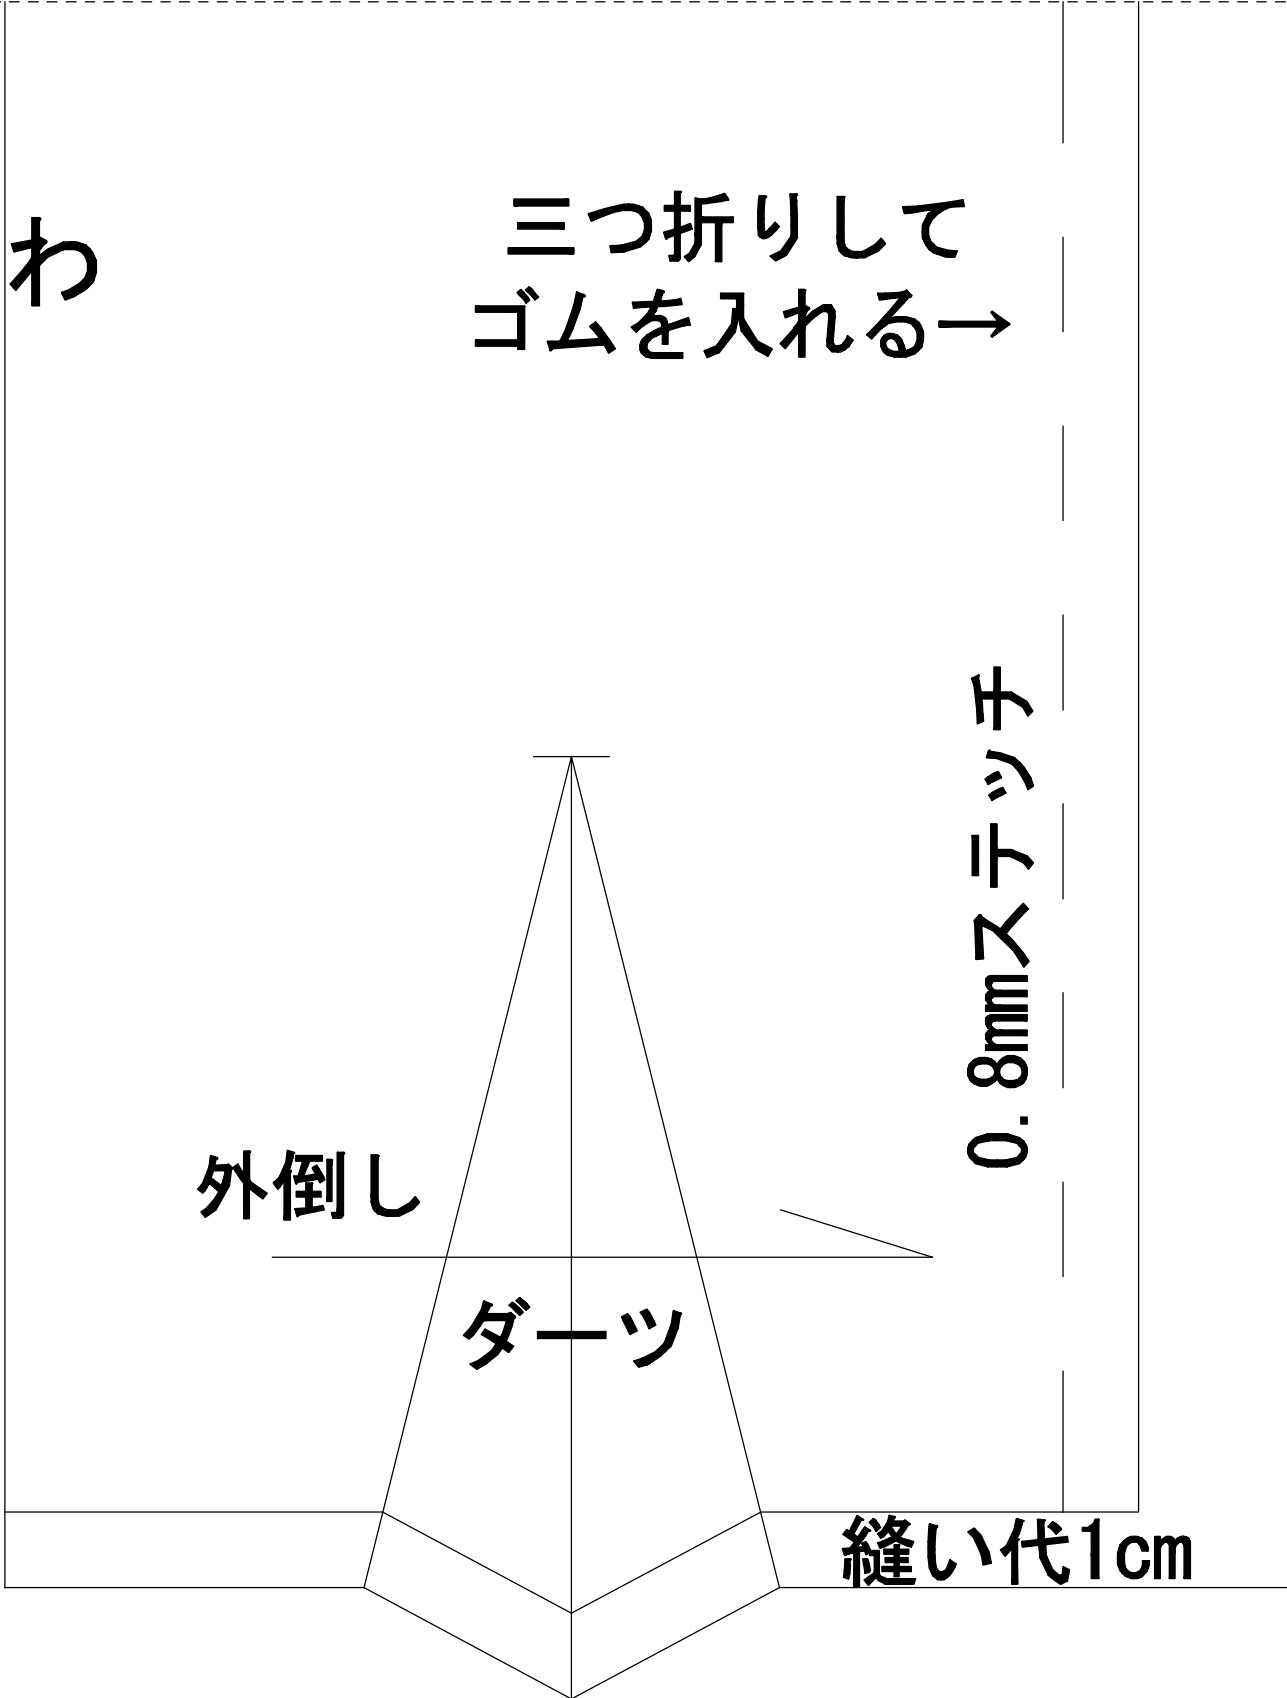 わ
三つ折りして
ゴムを入れる→
0.8mmステッチ
外倒し
ダーツ
縫い代1cm